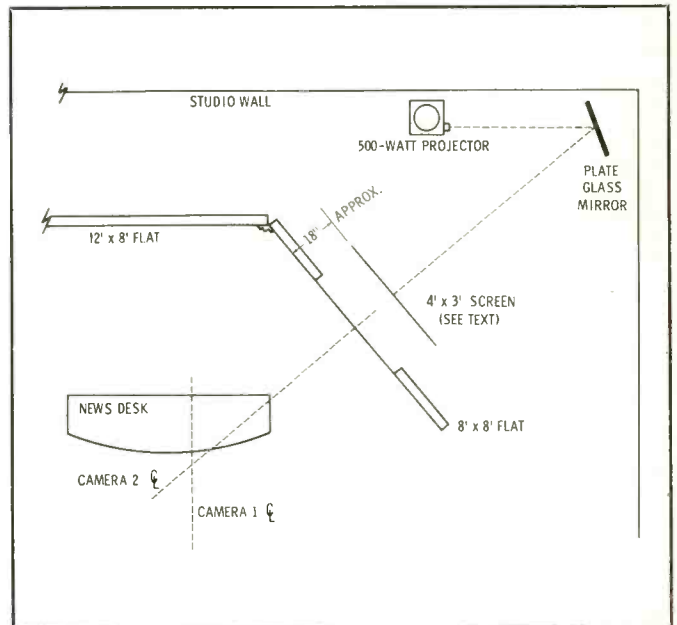 STUDIO WALL
500-WATT PROJECTOR
PLATE
GLASS
MIRROR
18" APPROX.
12' x 8' FLAT
4' x 3' SCREEN
(SEE TEXT)
NEWS DESK
8' x 8' FLAT
CAMERA 2 ℄
CAMERA 1 ℄